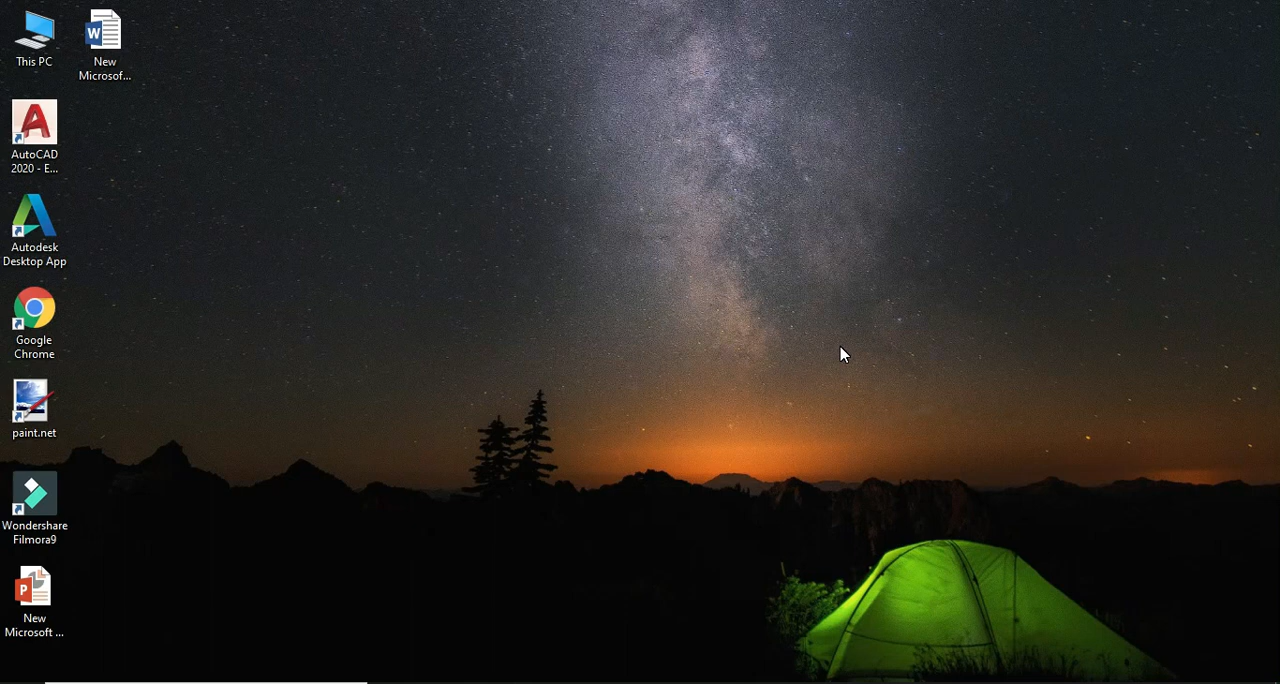 This PC
New
Microsof...
AutoCAD
2020 - E...
Autodesk
Desktop App
Google
Chrome
paint.net
Wondershare
Filmora9
New
Microsoft ...